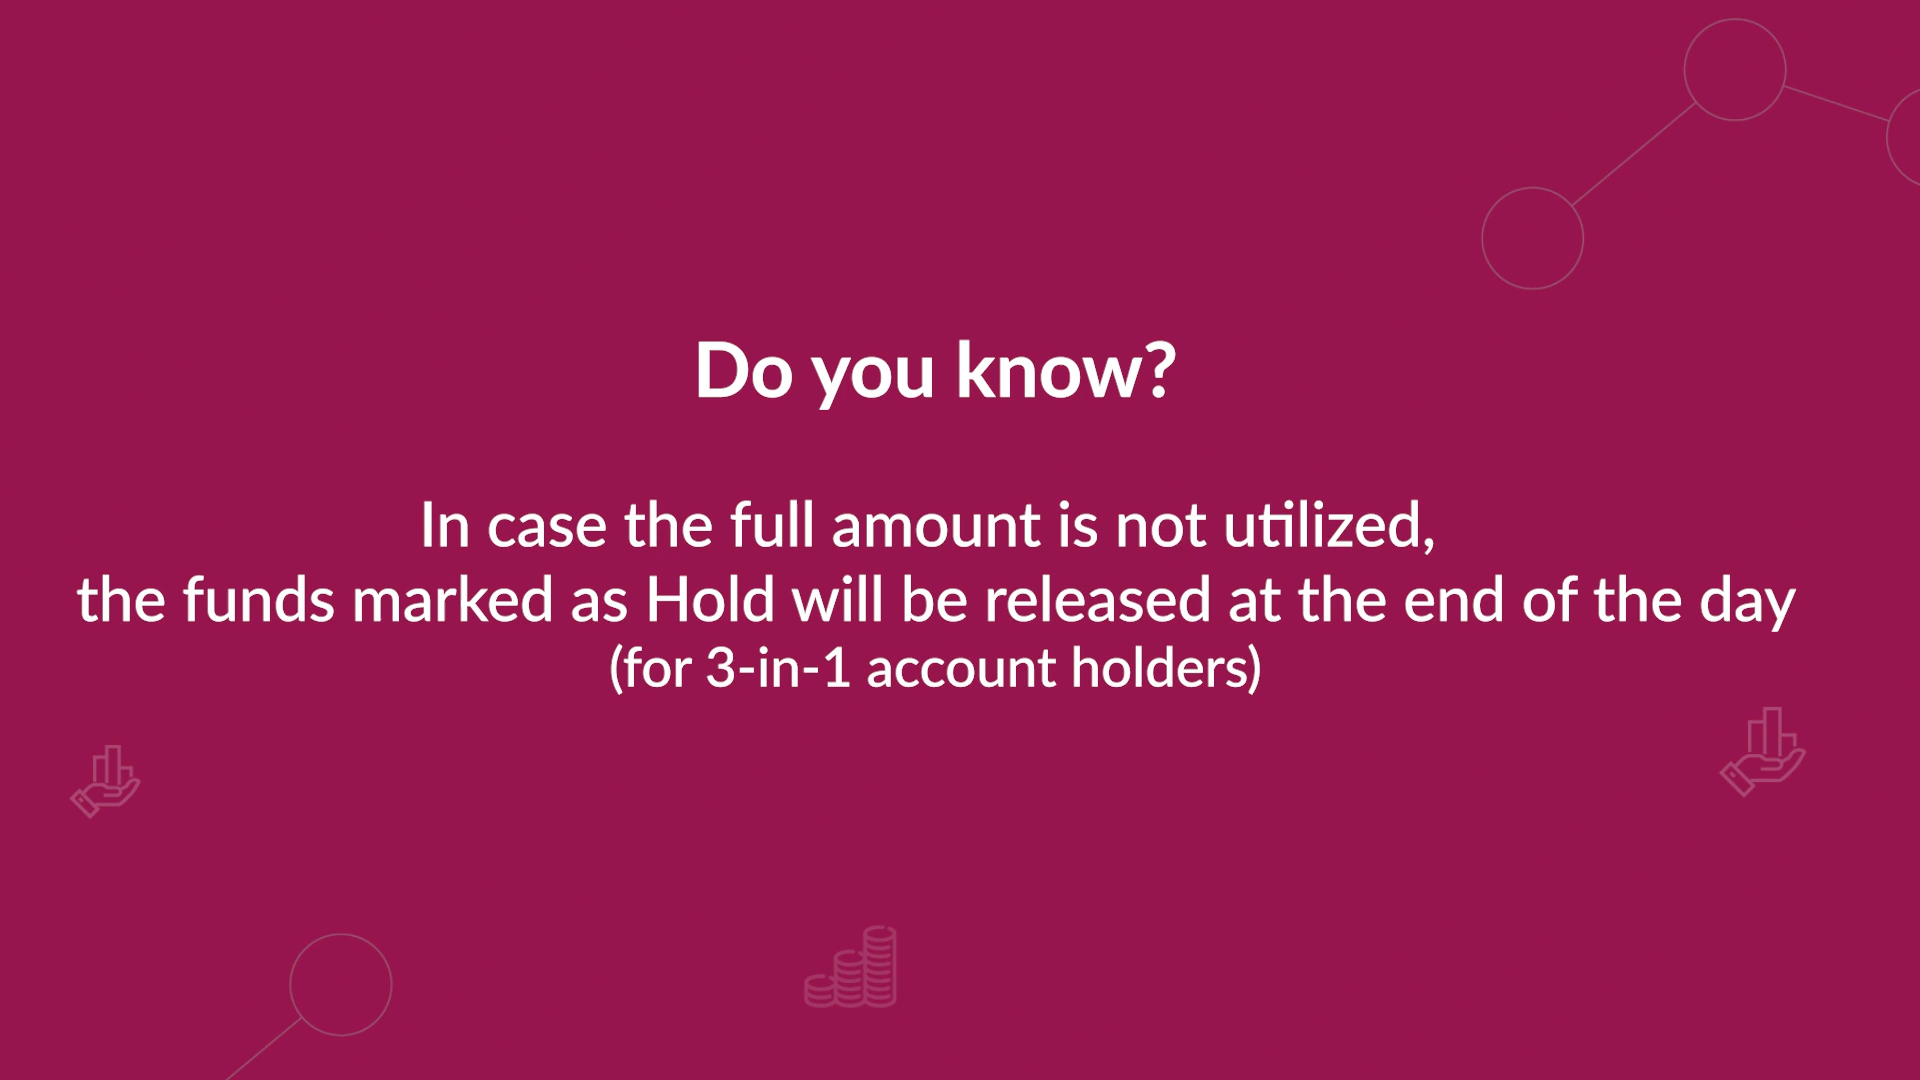 Do you know?
In case the full amount is not utilized,
the funds marked as Hold will be released at the end of the day
(for 3-in-1 account holders)